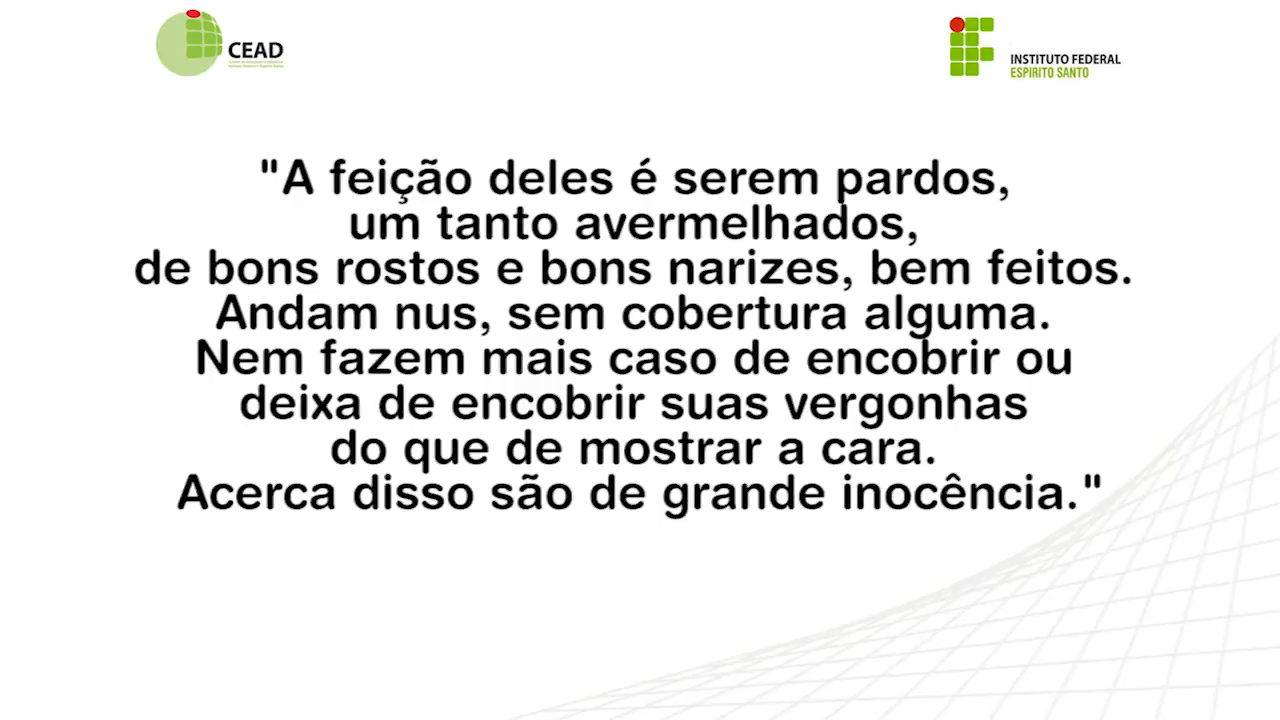 CEAD
INSTITUTO FEDERAL
ESPIRITO SANTO
"A feição deles é serem pardos,
um tanto avermelhados,
de bons rostos e bons narizes, bem feitos.
Andam nus, sem cobertura alguma.
Nem fazem mais caso de encobrir ou
deixa de encobrir suas vergonhas
do que de mostrar a cara.
Acerca disso são de grande inocência."